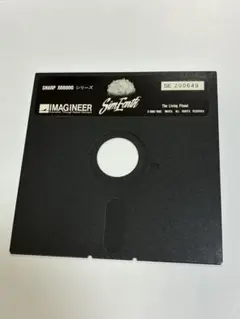 SHARP X68000 シリーズ
SimEarth
The Living Planet
SE 200649
IMAGINEER